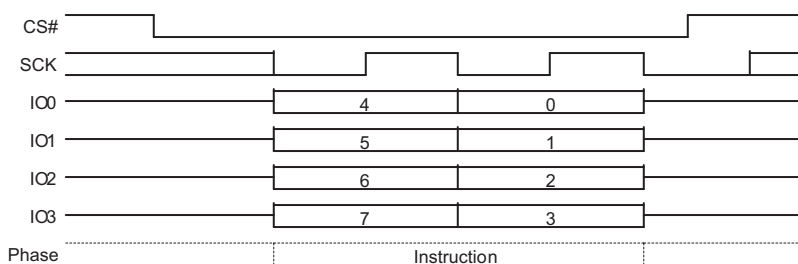 CS#
SCK
IO0 4 0
IO1 5 1
IO2 6 2
IO3 7 3
Phase Instruction